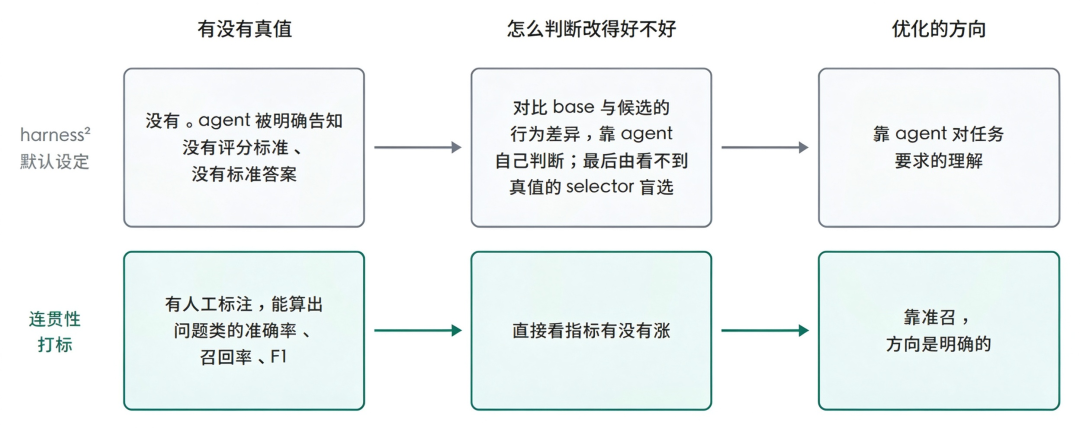 有没有真值
怎么判断改得好不好
优化的方向
harness²
默认设定
没有。agent 被明确告知
没有评分标准、
没有标准答案
对比 base 与候选的
行为差异，靠 agent
自己判断；最后由看不到
真值的 selector 盲选
靠 agent 对任务
要求的理解
连贯性
打标
有人工标注，能算出
问题类的准确率、
召回率、F1
直接看指标有没有涨
靠准召，
方向是明确的